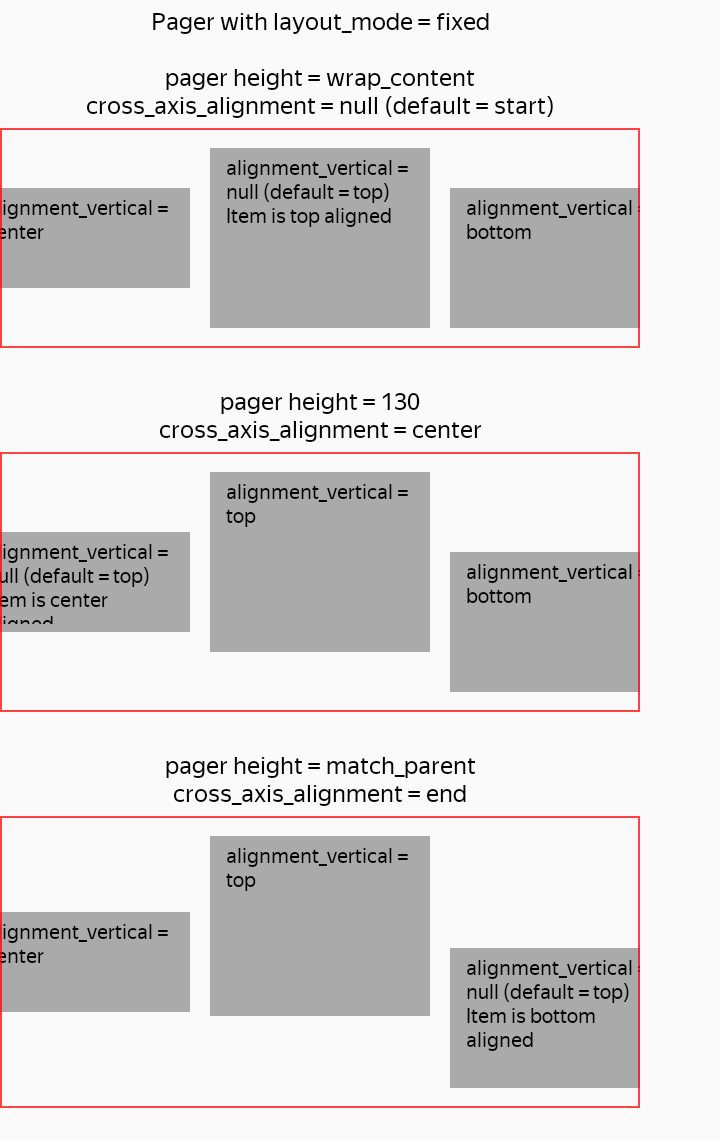 Pager with layout_mode = fixed
pager height = wrap_content
cross_axis_alignment = null (default = start)
ignment_vertical =
enter
alignment_vertical =
null (default = top)
Item is top aligned
alignment_vertical =
bottom
pager height = 130
cross_axis_alignment = center
ignment_vertical =
ull (default = top)
em is center
igned
alignment_vertical =
top
alignment_vertical =
bottom
pager height = match_parent
cross_axis_alignment = end
ignment_vertical =
enter
alignment_vertical =
top
alignment_vertical =
null (default = top)
Item is bottom
aligned